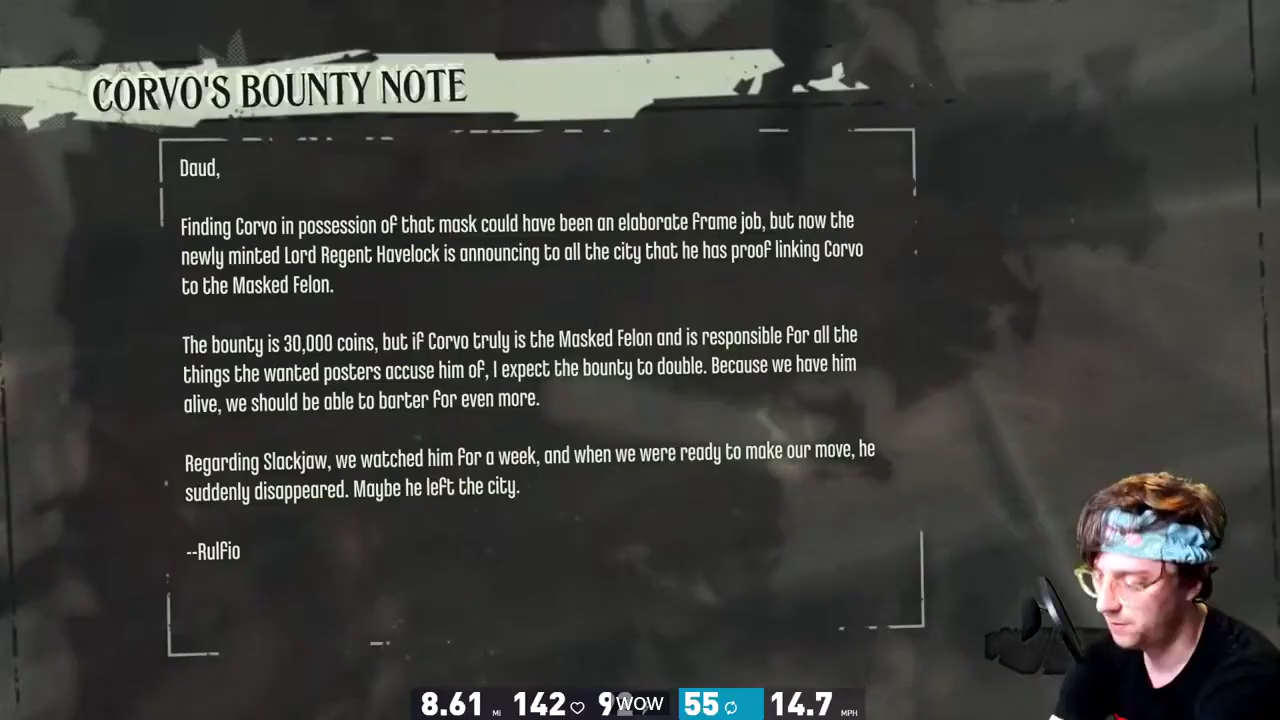 CORVO'S BOUNTY NOTE
Daud,
Finding Corvo in possession of that mask could have been an elaborate frame job, but now the
newly minted Lord Regent Havelock is announcing to all the city that he has proof linking Corvo
to the Masked Felon.
The bounty is 30,000 coins, but if Corvo truly is the Masked Felon and is responsible for all the
things the wanted posters accuse him of, I expect the bounty to double. Because we have him
alive, we should be able to barter for even more.
Regarding Slackjaw, we watched him for a week, and when we were ready to make our move, he
suddenly disappeared. Maybe he left the city.
--Rulfio
8.61 Mi 142 wow 55 14.7 MPH